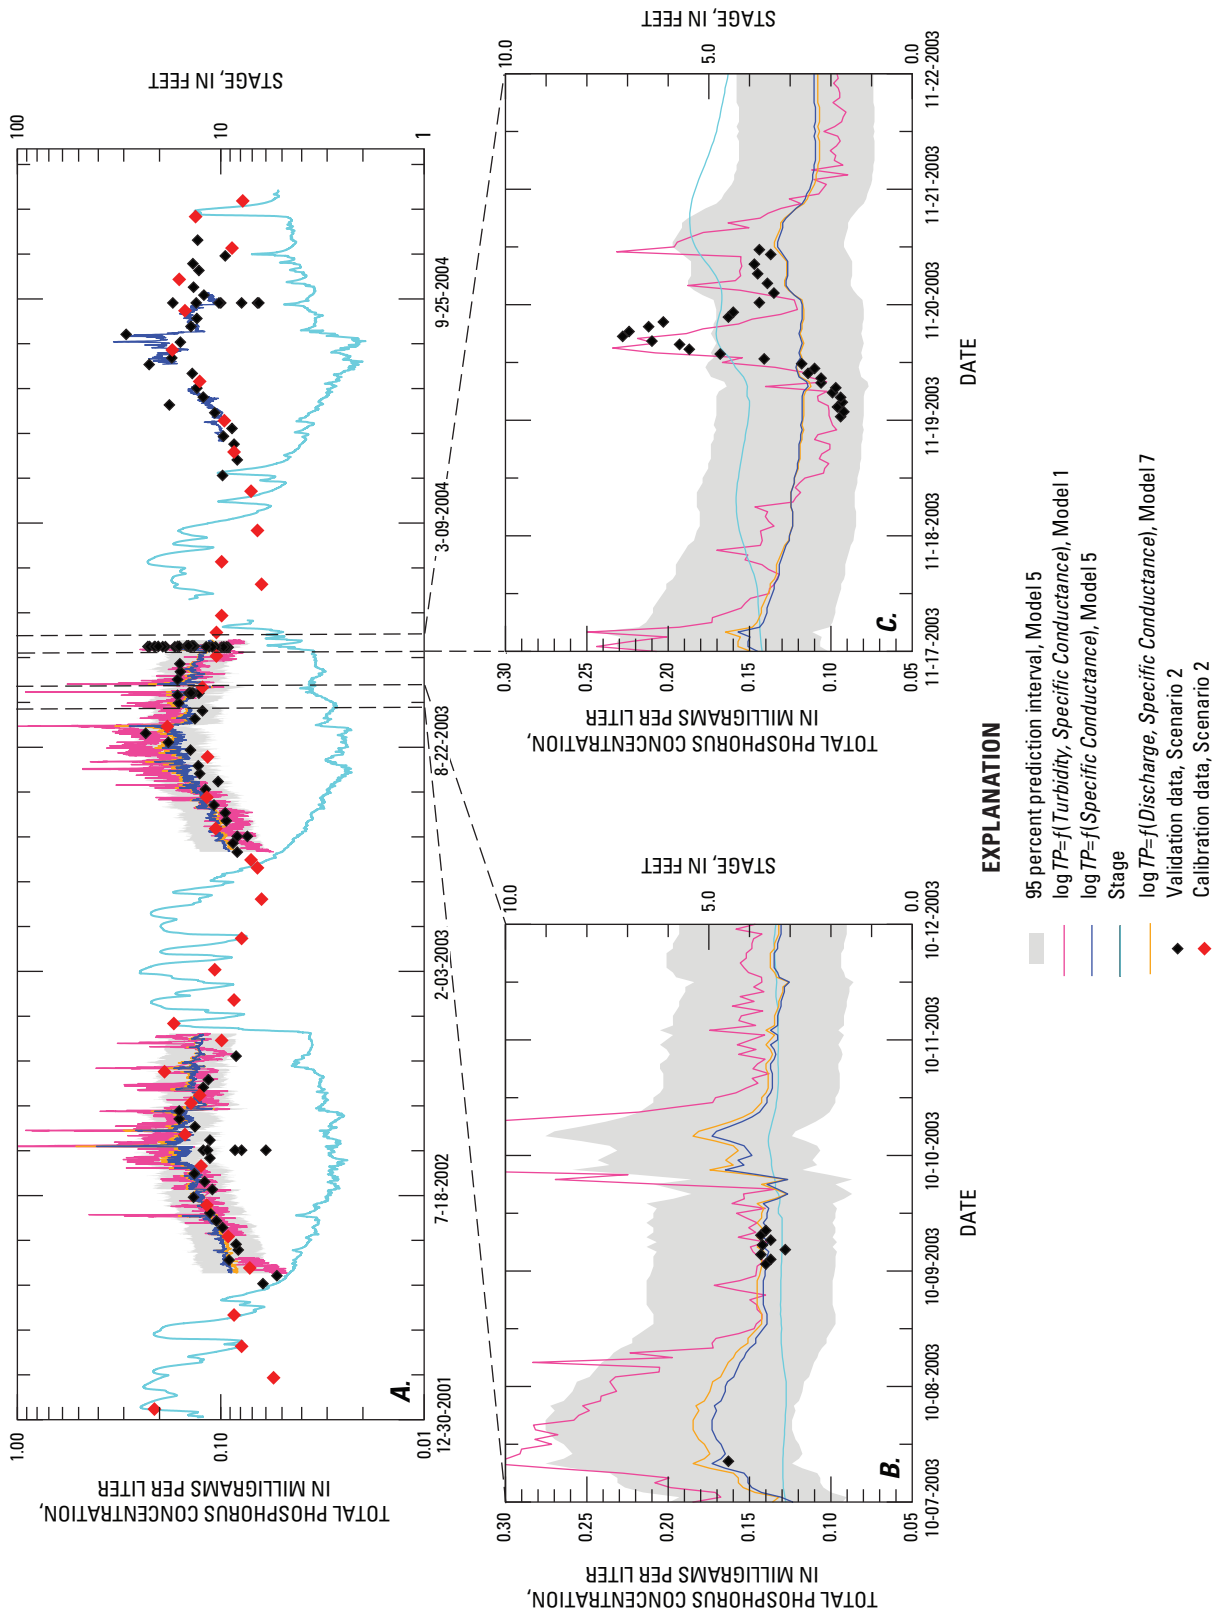 A.
TOTAL PHOSPHORUS CONCENTRATION,
IN MILLIGRAMS PER LITER
1.00
0.10
0.01
STAGE, IN FEET
100
10
1
12-30-2001
7-18-2002
2-03-2003
8-22-2003
3-09-2004
9-25-2004
B.
TOTAL PHOSPHORUS CONCENTRATION,
IN MILLIGRAMS PER LITER
0.30
0.25
0.20
0.15
0.10
0.05
STAGE, IN FEET
10.0
5.0
0.0
10-07-2003
10-08-2003
10-09-2003
10-10-2003
10-11-2003
10-12-2003
DATE
C.
TOTAL PHOSPHORUS CONCENTRATION,
IN MILLIGRAMS PER LITER
0.30
0.25
0.20
0.15
0.10
0.05
STAGE, IN FEET
10.0
5.0
0.0
11-17-2003
11-18-2003
11-19-2003
11-20-2003
11-21-2003
11-22-2003
DATE
EXPLANATION
95 percent prediction interval, Model 5
log TP=f(Turbidity, Specific Conductance), Model 1
log TP=f(Specific Conductance), Model 5
Stage
log TP=f(Discharge, Specific Conductance), Model 7
Validation data, Scenario 2
Calibration data, Scenario 2